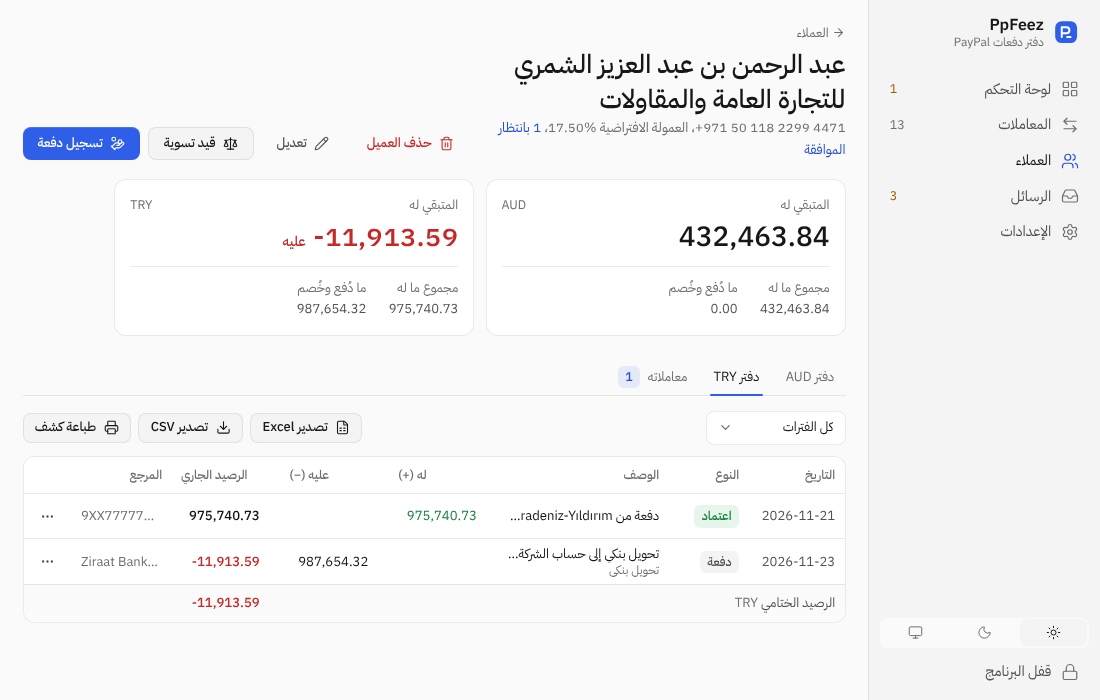 PpFeez
دفتر دفعات PayPal
لوحة التحكم 1
المعاملات 13
العملاء
الرسائل 3
الإعدادات
قفل البرنامج
العملاء
عبد الرحمن بن عبد العزيز الشمري
للتجارة العامة والمقاولات
+971 50 118 2299 4471، العمولة الافتراضية 17.50%، 1 بانتظار
الموافقة
حذف العميل
تعديل
قيد تسوية
تسجيل دفعة
المتبقي له AUD
432,463.84
مجموع ما له ما دُفع وخُصم
432,463.84 0.00
المتبقي له TRY
-11,913.59 عليه
مجموع ما له ما دُفع وخُصم
975,740.73 987,654.32
دفتر AUD دفتر TRY معاملاته 1
كل الفترات تصدير Excel تصدير CSV طباعة كشف
التاريخ النوع الوصف له (+) عليه (−) الرصيد الجاري المرجع
2026-11-21 اعتماد دفعة من radeniz-Yıldırım... 975,740.73 975,740.73 9XX77777...
2026-11-23 دفعة تحويل بنكي إلى حساب الشركة... 987,654.32 -11,913.59 Ziraat Bank...
تحويل بنكي
الرصيد الختامي TRY -11,913.59